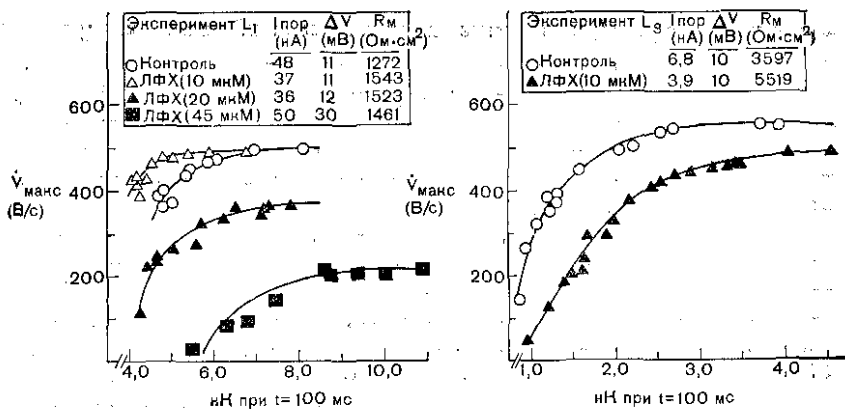 Эксперимент L₁ Iпор (нА) ΔV (мВ) Rм (Ом·см²)
Контроль 48 11 1272
ЛФХ(10 мкМ) 37 11 1543
ЛФХ(20 мкМ) 36 12 1523
ЛФХ(45 мкМ) 50 30 1461
600
V̇макс 400
(В/с)
200
0
4,0 6,0 8,0 10,0
нК при t=100 мс
Эксперимент L₉ Iпор (нА) ΔV (мВ) Rм (Ом·см²)
Контроль 6,8 10 3597
ЛФХ(10 мкМ) 3,9 10 5519
600
V̇макс 400
(В/с)
200
0
1,0 2,0 3,0 4,0
нК при t=100 мс